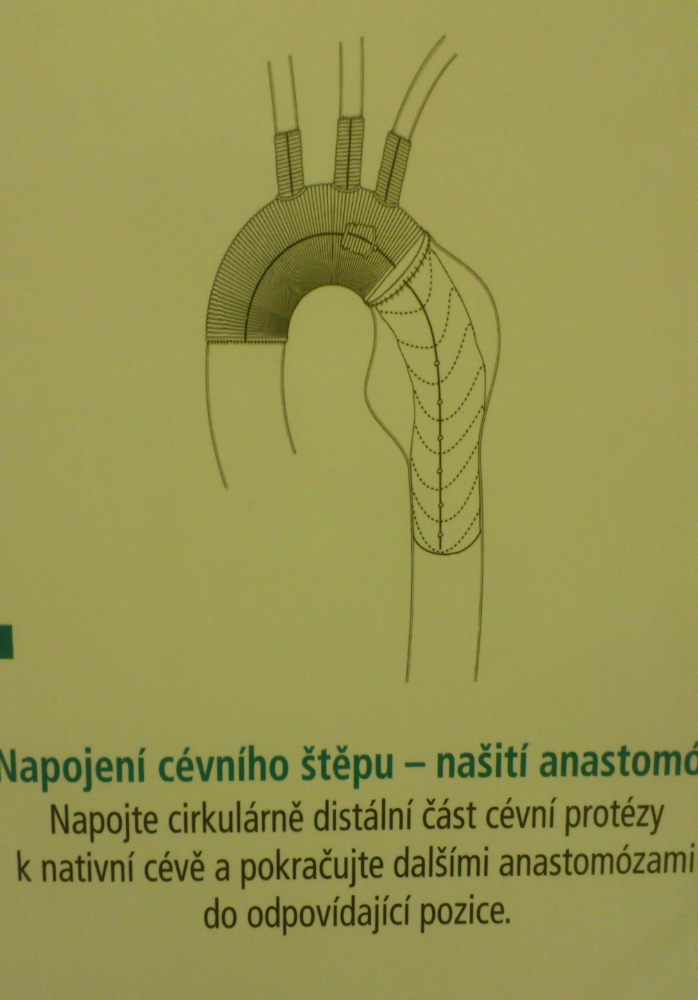 Napojení cévního štěpu – našití anastomó
Napojte cirkulárně distální část cévní protézy
k nativní cévě a pokračujte dalšími anastomózami
do odpovídající pozice.